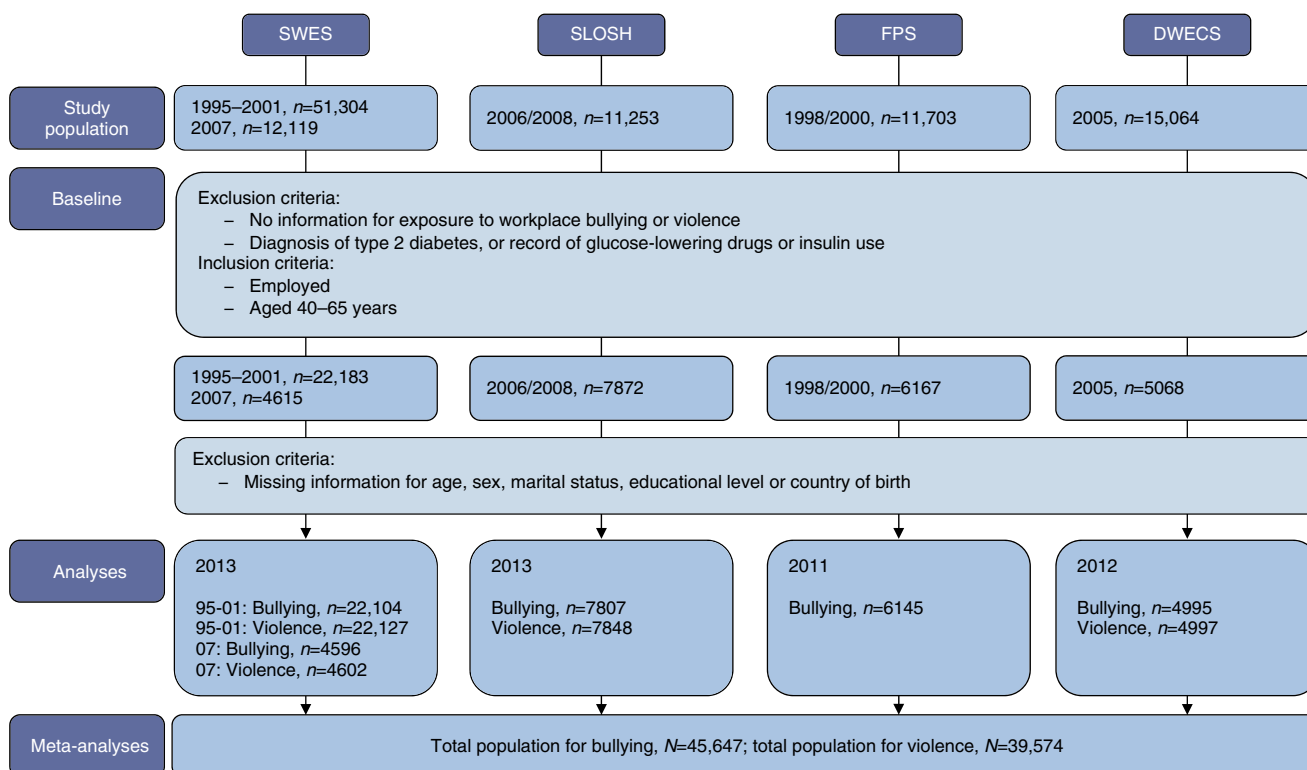 SWES
SLOSH
FPS
DWECS
Study
population
1995–2001, n=51,304
2007, n=12,119
2006/2008, n=11,253
1998/2000, n=11,703
2005, n=15,064
Baseline
Exclusion criteria:
– No information for exposure to workplace bullying or violence
– Diagnosis of type 2 diabetes, or record of glucose-lowering drugs or insulin use
Inclusion criteria:
– Employed
– Aged 40–65 years
1995–2001, n=22,183
2007, n=4615
2006/2008, n=7872
1998/2000, n=6167
2005, n=5068
Exclusion criteria:
– Missing information for age, sex, marital status, educational level or country of birth
Analyses
2013
95-01: Bullying, n=22,104
95-01: Violence, n=22,127
07: Bullying, n=4596
07: Violence, n=4602
2013
Bullying, n=7807
Violence, n=7848
2011
Bullying, n=6145
2012
Bullying, n=4995
Violence, n=4997
Meta-analyses
Total population for bullying, N=45,647; total population for violence, N=39,574